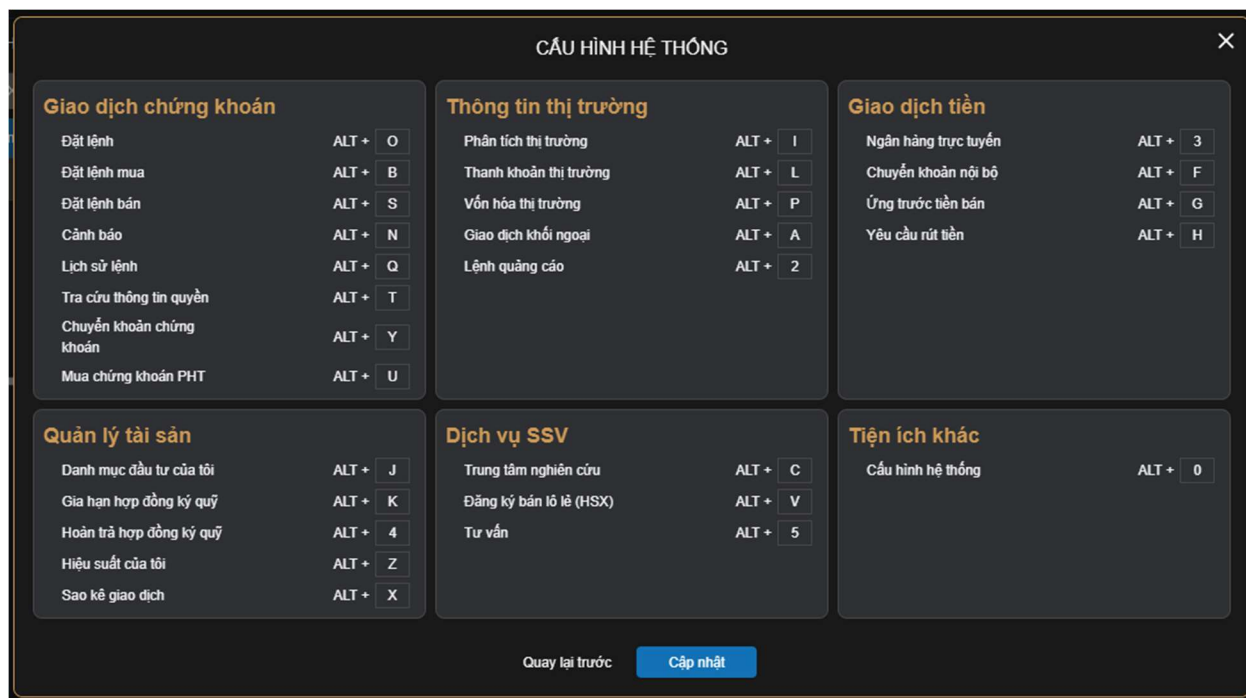 CẤU HÌNH HỆ THỐNG
Giao dịch chứng khoán
Đặt lệnh ALT + O
Đặt lệnh mua ALT + B
Đặt lệnh bán ALT + S
Cảnh báo ALT + N
Lịch sử lệnh ALT + Q
Tra cứu thông tin quyền ALT + T
Chuyển khoản chứng
khoán ALT + Y
Mua chứng khoán PHT ALT + U
Thông tin thị trường
Phân tích thị trường ALT + I
Thanh khoản thị trường ALT + L
Vốn hóa thị trường ALT + P
Giao dịch khối ngoại ALT + A
Lệnh quảng cáo ALT + 2
Giao dịch tiền
Ngân hàng trực tuyến ALT + 3
Chuyển khoản nội bộ ALT + F
Ứng trước tiền bán ALT + G
Yêu cầu rút tiền ALT + H
Quản lý tài sản
Danh mục đầu tư của tôi ALT + J
Gia hạn hợp đồng ký quỹ ALT + K
Hoàn trả hợp đồng ký quỹ ALT + 4
Hiệu suất của tôi ALT + Z
Sao kê giao dịch ALT + X
Dịch vụ SSV
Trung tâm nghiên cứu ALT + C
Đăng ký bán lô lẻ (HSX) ALT + V
Tư vấn ALT + 5
Tiện ích khác
Cấu hình hệ thống ALT + 0
Quay lại trước
Cập nhật